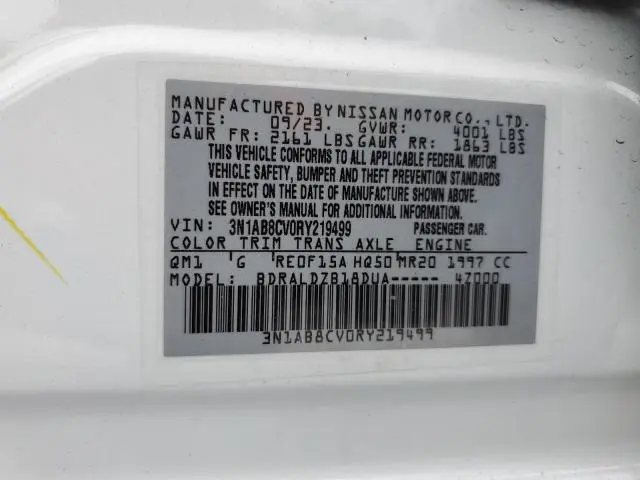 MANUFACTURED BY NISSAN MOTOR CO., LTD.
DATE: 09/23. GVWR: 4001 LBS
GAWR FR: 2161 LBS GAWR RR: 1863 LBS
THIS VEHICLE CONFORMS TO ALL APPLICABLE FEDERAL MOTOR
VEHICLE SAFETY, BUMPER AND THEFT PREVENTION STANDARDS
IN EFFECT ON THE DATE OF MANUFACTURE SHOWN ABOVE.
SEE OWNER'S MANUAL FOR ADDITIONAL INFORMATION.
VIN: 3N1AB8CV0RY219499 PASSENGER CAR.
COLOR TRIM TRANS AXLE ENGINE
QM1 G RE0F15A HQ50 MR20 1997 CC
MODEL: BDRALDZB18DUA----- 4Z000
3N1AB8CV0RY219499